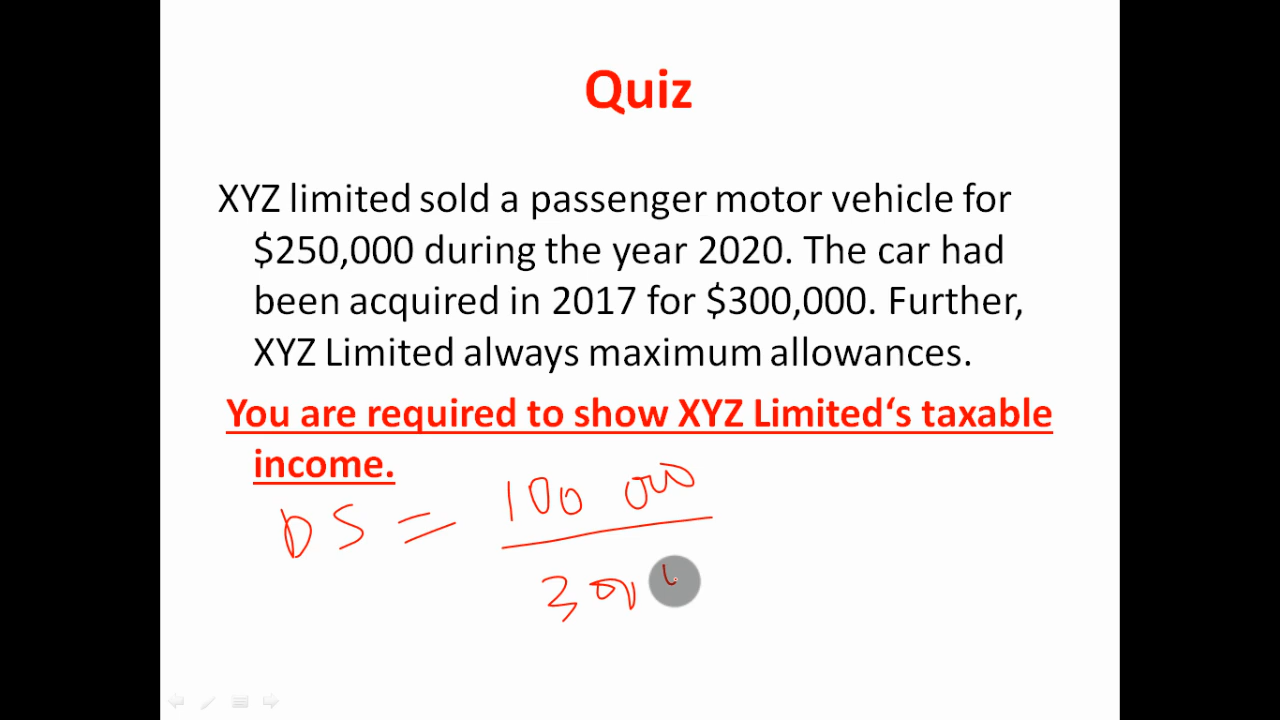 Quiz
XYZ limited sold a passenger motor vehicle for
$250,000 during the year 2020. The car had
been acquired in 2017 for $300,000. Further,
XYZ Limited always maximum allowances.
You are required to show XYZ Limited‘s taxable
income.
DS = 100 000
300